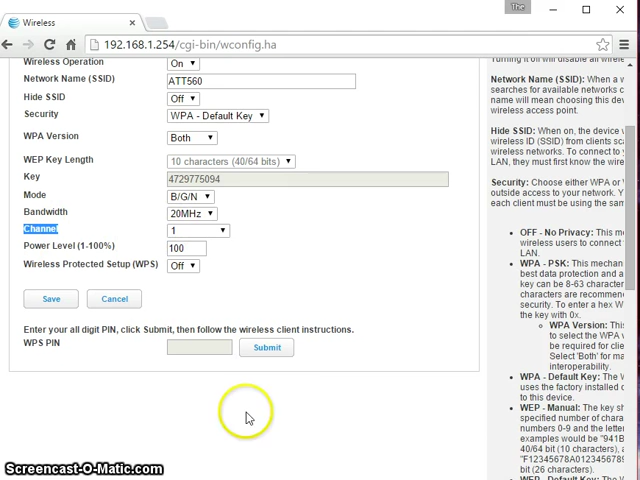 The
Wireless
192.168.1.254/cgi-bin/wconfig.ha
Wireless Operation On
Network Name (SSID) ATT560
Hide SSID Off
Security WPA - Default Key
WPA Version Both
WEP Key Length 10 characters (40/64 bits)
Key 4729775094
Mode B/G/N
Bandwidth 20MHz
Channel 1
Power Level (1-100%) 100
Wireless Protected Setup (WPS) Off
Save Cancel
Enter your all digit PIN, click Submit, then follow the wireless client instructions.
WPS PIN Submit
Turning it off will disable all w
Network Name (SSID): When a w
searches for available networks
name will mean choosing this de
wireless access point.
Hide SSID: When on, the device
wireless ID (SSID) from clients sca
wireless networks. To connect to
LAN, they must first know the wire
Security: Choose either WPA or
outside access to your network. Y
each client must be using the sam
• OFF - No Privacy: This m
wireless users to connect
LAN.
• WPA - PSK: This mechan
best data protection and a
key can be 8-63 character
characters are recommen
security. To enter a hex W
the key with 0x.
WPA Version: This
to select the WPA v
be required for clie
Select 'Both' for ma
interoperability.
• WPA - Default Key: The W
uses the factory installed
to this device.
• WEP - Manual: The key sh
specified number of chara
numbers 0-9 and the letter
examples would be "941B
40/64 bit (10 characters), a
"F12345678A0123456789
bit (26 characters).
WEP - Default Key: The W
Screencast-O-Matic.com